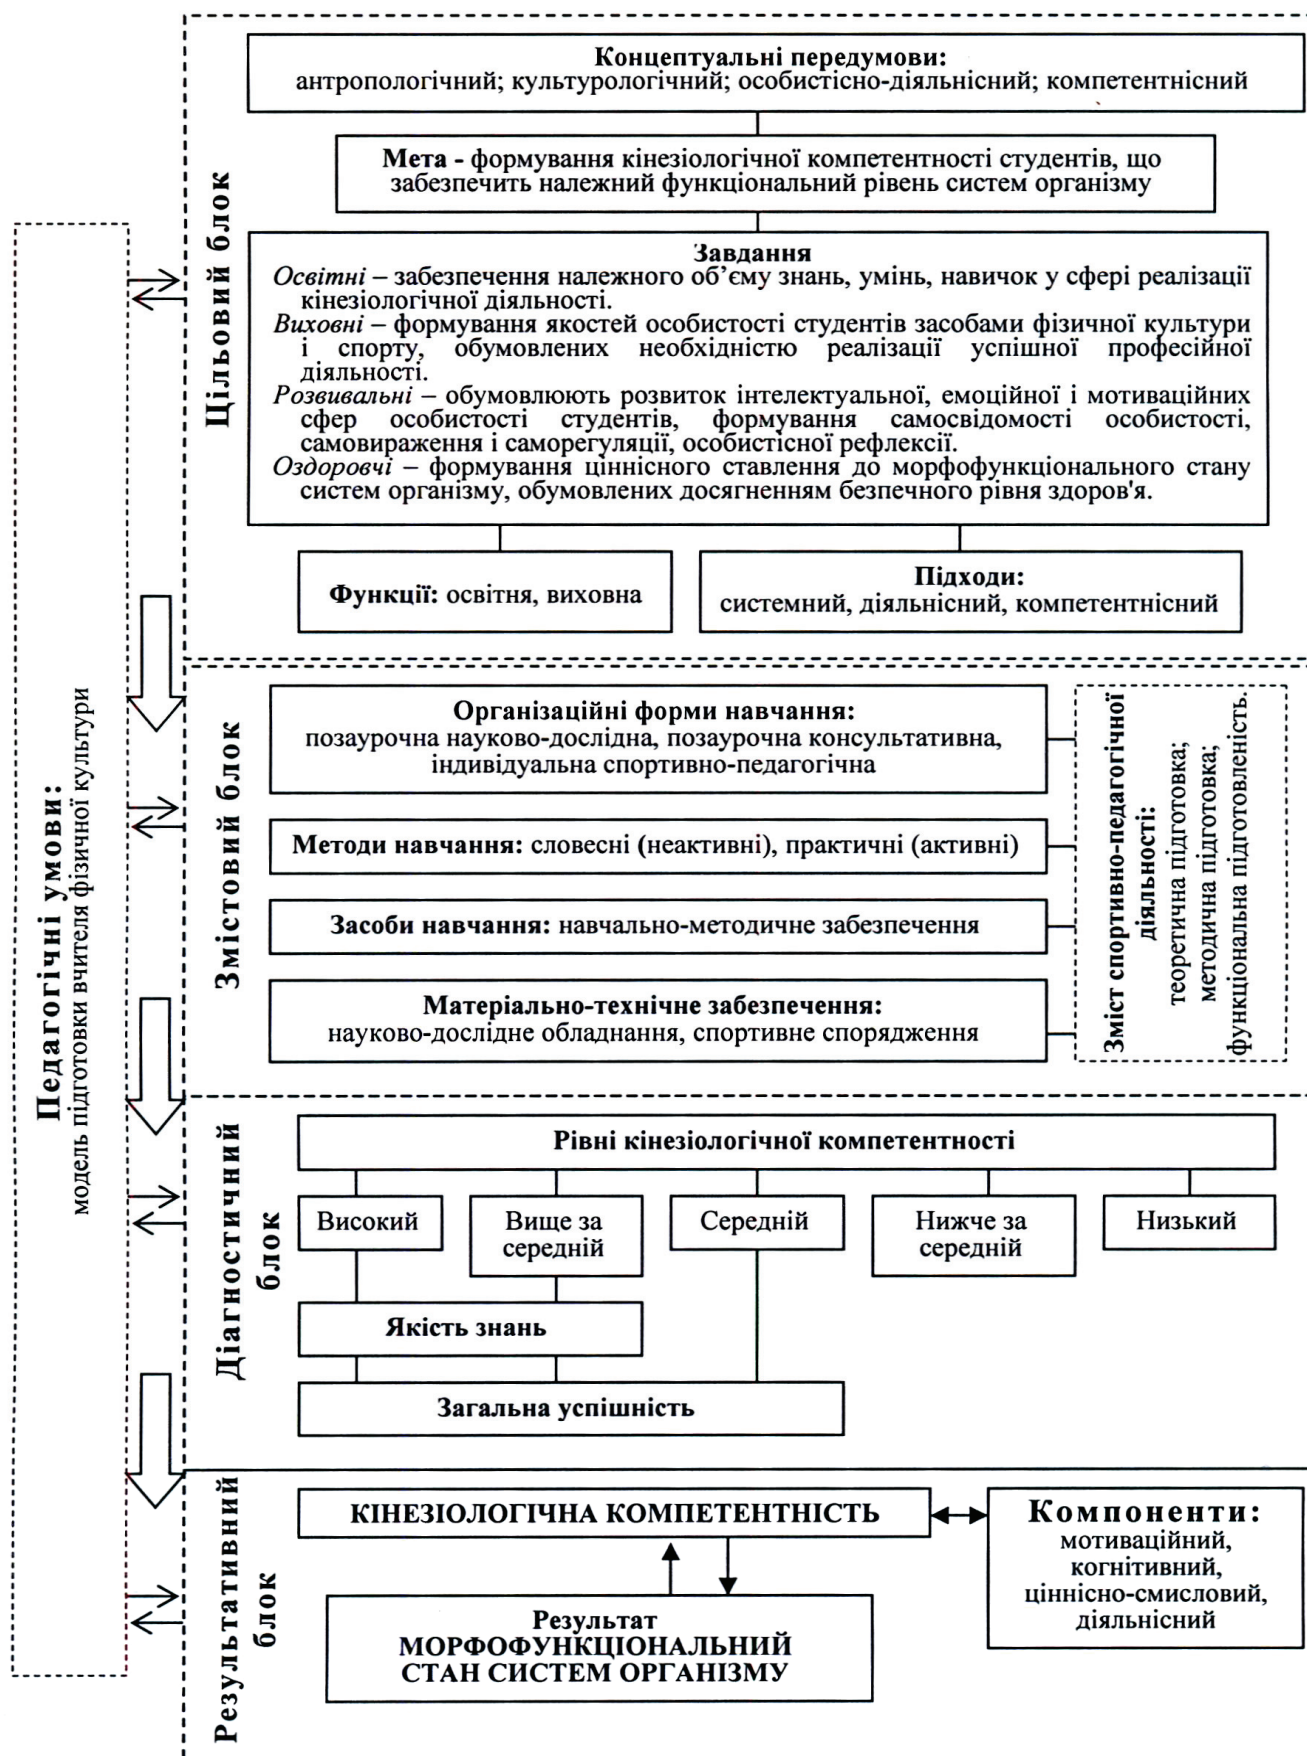 Педагогічні умови:
модель підготовки вчителя фізичної культури
Цільовий блок
Концептуальні передумови:
антропологічний; культурологічний; особистісно-діяльнісний; компетентнісний
Мета - формування кінезіологічної компетентності студентів, що
забезпечить належний функціональний рівень систем організму
Завдання
Освітні – забезпечення належного об’єму знань, умінь, навичок у сфері реалізації
кінезіологічної діяльності.
Виховні – формування якостей особистості студентів засобами фізичної культури
і спорту, обумовлених необхідністю реалізації успішної професійної
діяльності.
Розвивальні – обумовлюють розвиток інтелектуальної, емоційної і мотиваційних
сфер особистості студентів, формування самосвідомості особистості,
самовираження і саморегуляції, особистісної рефлексії.
Оздоровчі – формування ціннісного ставлення до морфофункціонального стану
систем організму, обумовлених досягненням безпечного рівня здоров'я.
Функції: освітня, виховна
Підходи:
системний, діяльнісний, компетентнісний
Змістовий блок
Організаційні форми навчання:
позаурочна науково-дослідна, позаурочна консультативна,
індивідуальна спортивно-педагогічна
Методи навчання: словесні (неактивні), практичні (активні)
Засоби навчання: навчально-методичне забезпечення
Матеріально-технічне забезпечення:
науково-дослідне обладнання, спортивне спорядження
Зміст спортивно-педагогічної
діяльності:
теоретична підготовка;
методична підготовка;
функціональна підготовленість.
Діагностичний
блок
Рівні кінезіологічної компетентності
Високий
Вище за
середній
Середній
Нижче за
середній
Низький
Якість знань
Загальна успішність
Результативний
блок
КІНЕЗІОЛОГІЧНА КОМПЕТЕНТНІСТЬ
Компоненти:
мотиваційний,
когнітивний,
ціннісно-смисловий,
діяльнісний
Результат
МОРФОФУНКЦІОНАЛЬНИЙ
СТАН СИСТЕМ ОРГАНІЗМУ